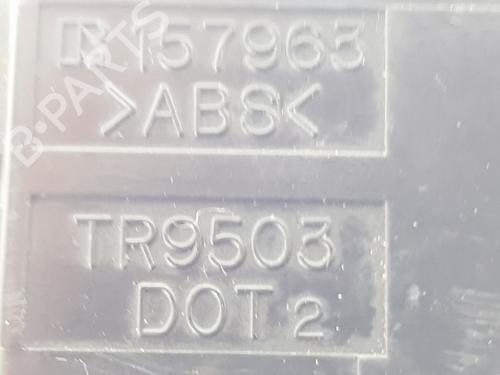 R 157963
>ABS<
TR9503
DOT 2
B-PARTS